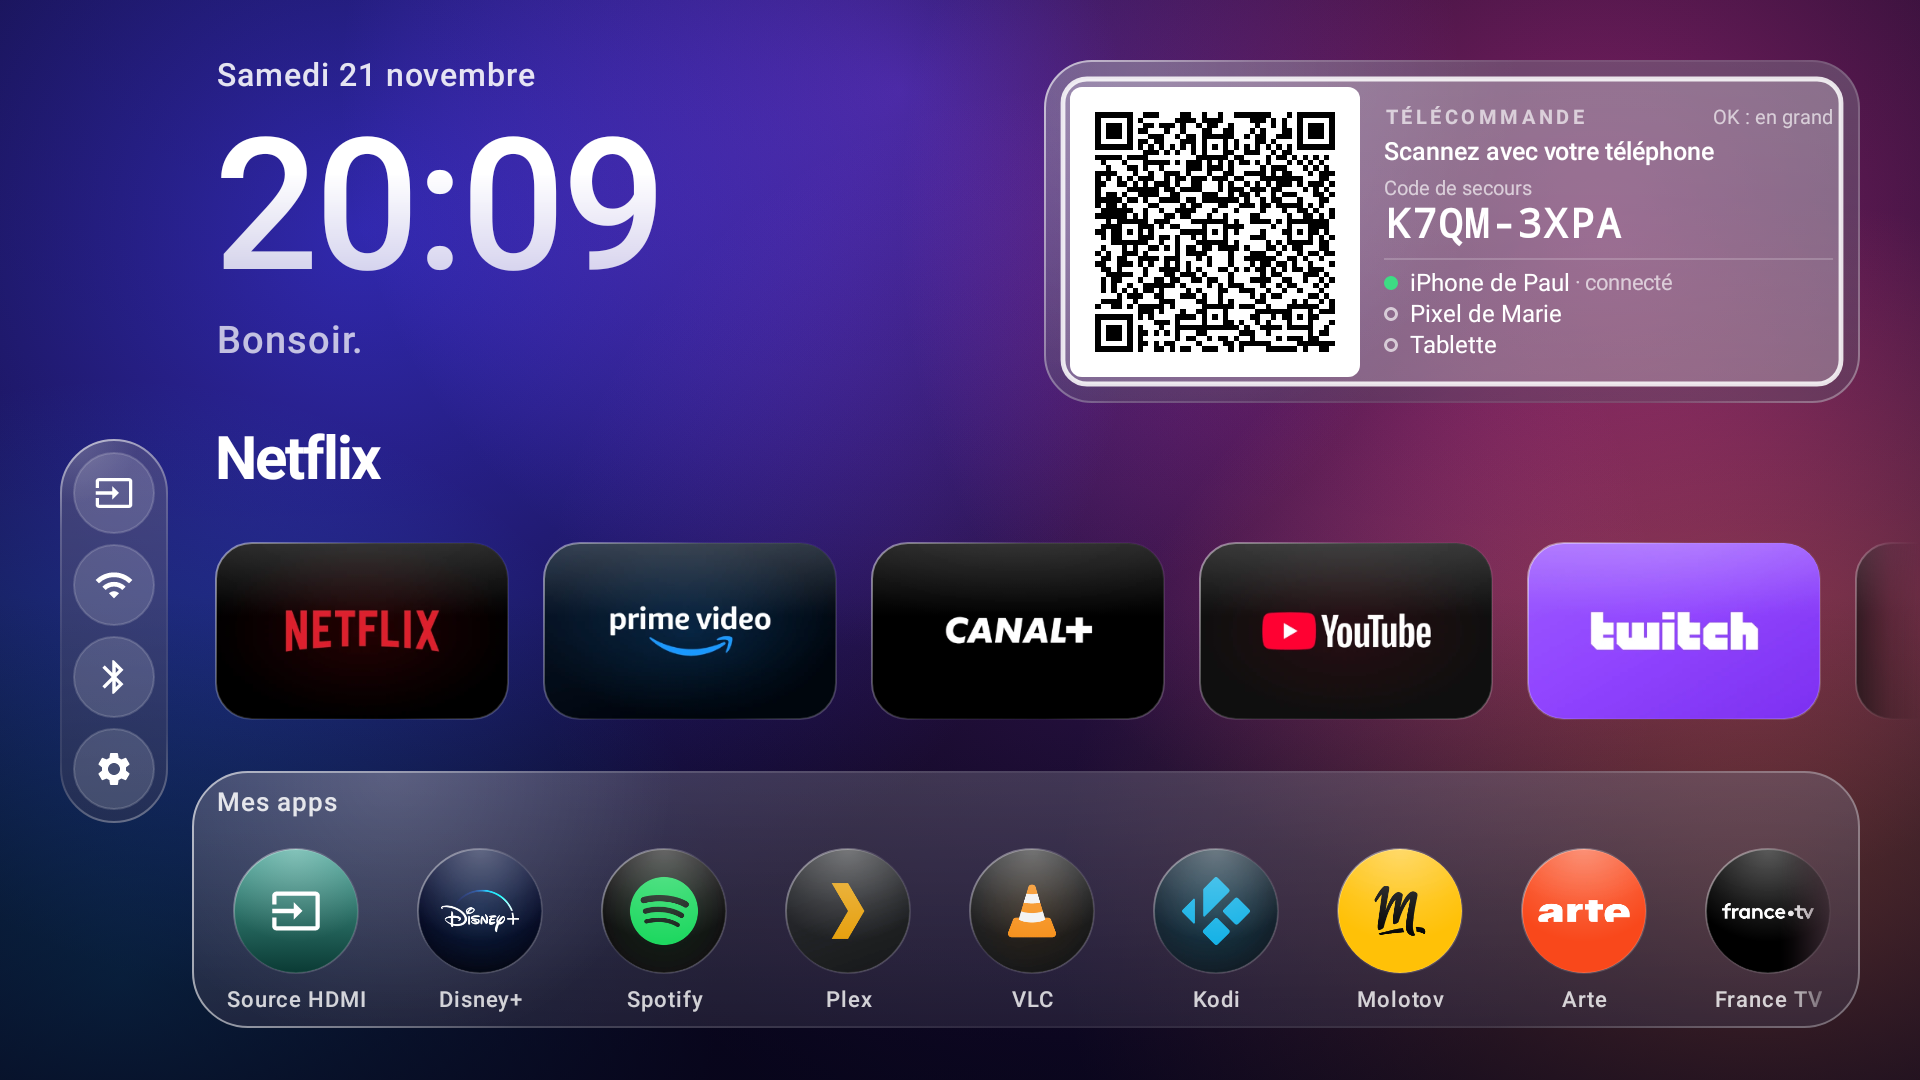 Samedi 21 novembre
20:09
Bonsoir.
TÉLÉCOMMANDE
OK : en grand
Scannez avec votre téléphone
Code de secours
K7QM-3XPA
iPhone de Paul · connecté
Pixel de Marie
Tablette
Netflix
NETFLIX
prime video
CANAL+
YouTube
twitch
Mes apps
Disney+
M.
arte
france•tv
Source HDMI
Disney+
Spotify
Plex
VLC
Kodi
Molotov
Arte
France TV